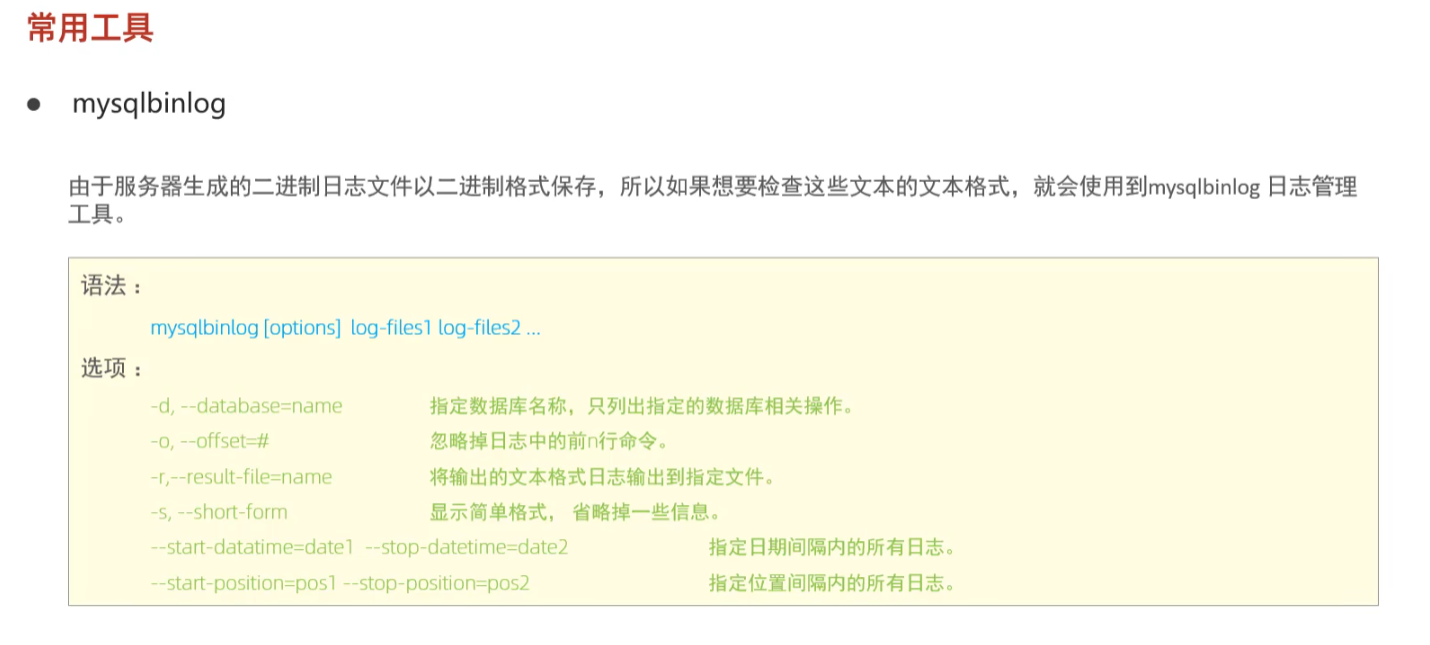 常用工具
● mysqlbinlog
由于服务器生成的二进制日志文件以二进制格式保存，所以如果想要检查这些文本的文本格式，就会使用到mysqlbinlog 日志管理
工具。
语法：
mysqlbinlog [options] log-files1 log-files2 ...
选项：
-d, --database=name 指定数据库名称，只列出指定的数据库相关操作。
-o, --offset=# 忽略掉日志中的前n行命令。
-r,--result-file=name 将输出的文本格式日志输出到指定文件。
-s, --short-form 显示简单格式， 省略掉一些信息。
--start-datatime=date1 --stop-datetime=date2 指定日期间隔内的所有日志。
--start-position=pos1 --stop-position=pos2 指定位置间隔内的所有日志。